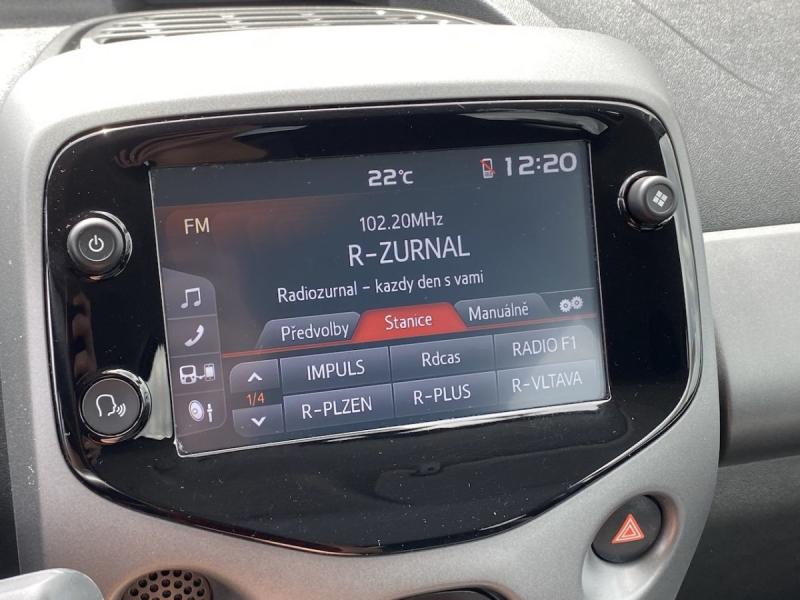 22°C
12:20
FM
102.20MHz
R-ZURNAL
Radiozurnal - kazdy den s vami
Předvolby Stanice Manuálně
IMPULS Rdcas RADIO F1
1/4
R-PLZEN R-PLUS R-VLTAVA